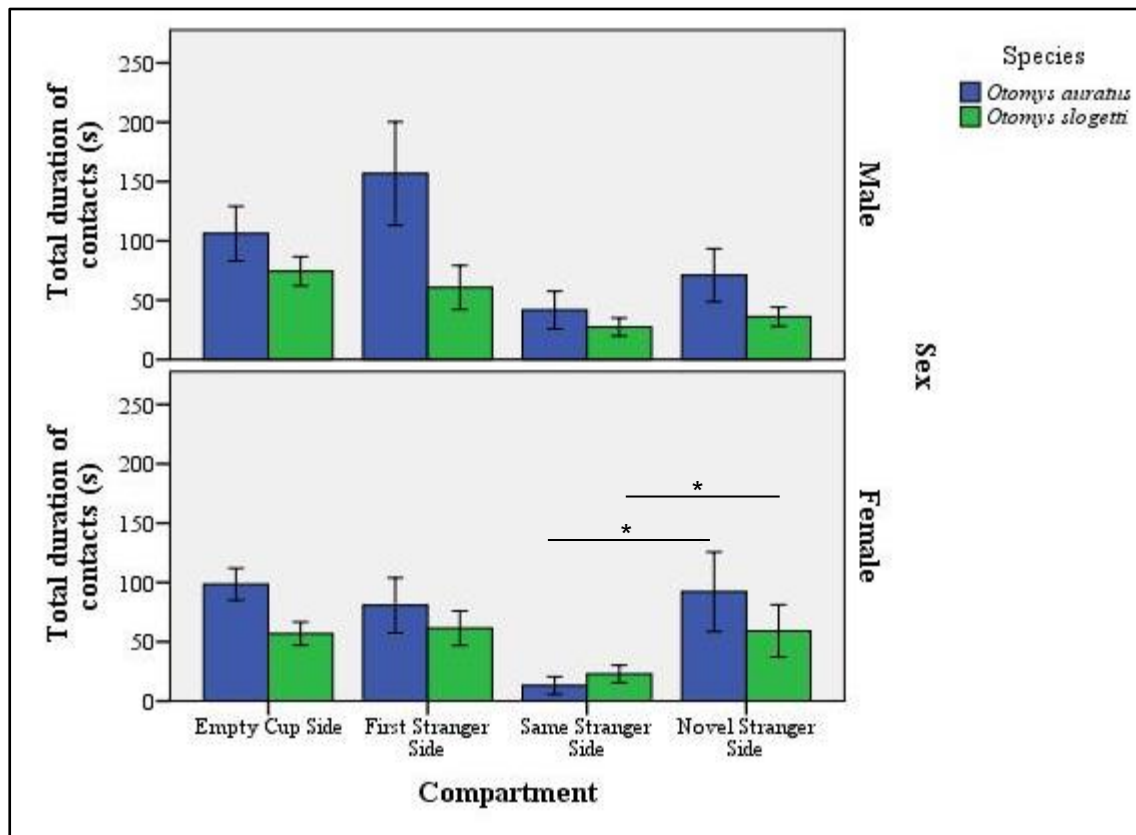 Species
Otomys auratus
Otomys slogetti
Total duration of
contacts (s)
250
200
150
100
50
0
Male
Total duration of
contacts (s)
250
200
150
100
50
0
*
*
Female
Sex
Empty Cup Side
First Stranger
Side
Same Stranger
Side
Novel Stranger
Side
Compartment